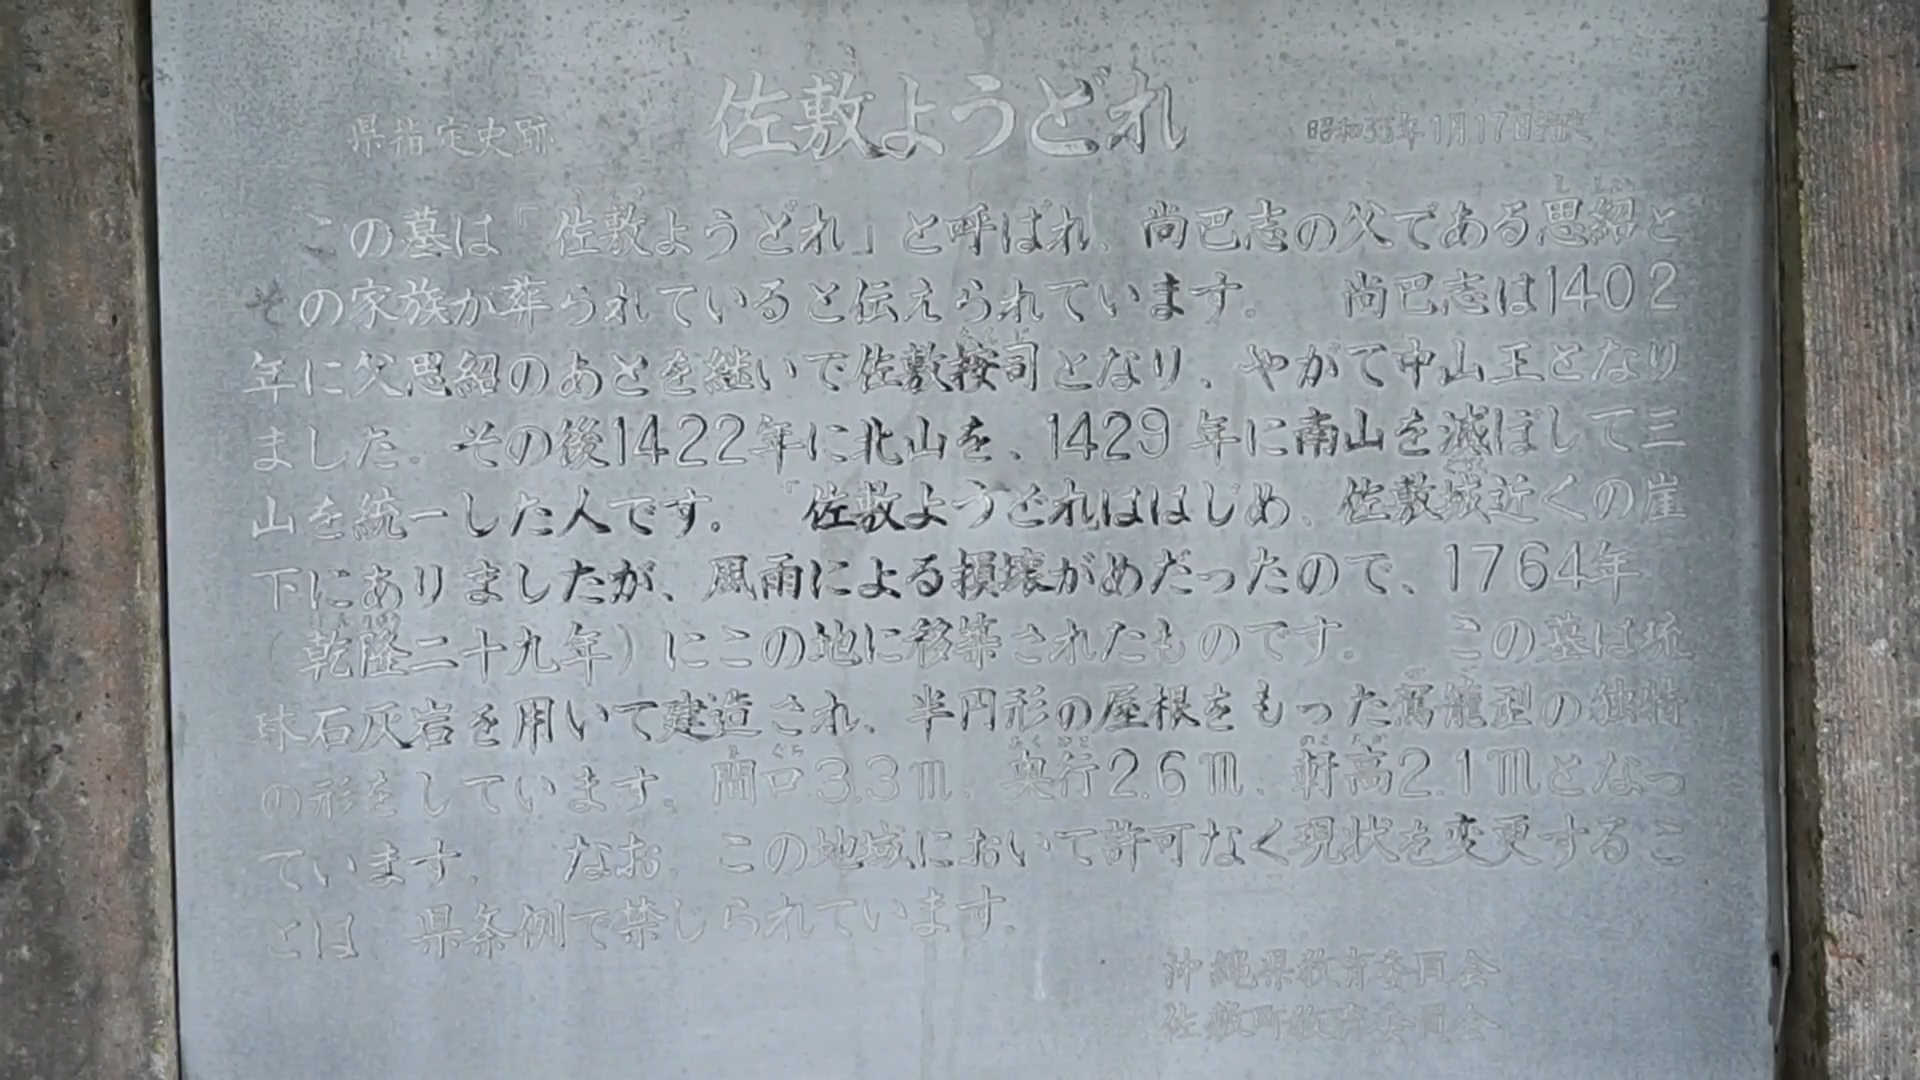 佐敷ようどれ
県指定史跡
昭和 年1月17日
この墓は「佐敷ようどれ」と呼ばれ、尚巴志の父である思紹と
その家族が葬られていると伝えられています。 尚巴志は1402
年に父思紹のあとを継いで佐敷按司となり、やがて中山王となり
ました。その後1422年に北山を、1429年に南山を滅ぼして三
山を統一した人です。 「佐敷ようどれははじめ、佐敷城近くの崖
下にありましたが、風雨による損壊がめだったので、1764年
(乾隆二十九年)にこの地に移築されたものです。 この墓は琉
球石灰岩を用いて建造され、半円形の屋根をもった駕籠型の独特
の形をしています。間口3.3m、奥行2.6m、軒高2.1mとなっ
ています。 なお、この地域において許可なく現状を変更するこ
とは、県条例で禁じられています。
沖縄県教育委員会
佐敷町教育委員会